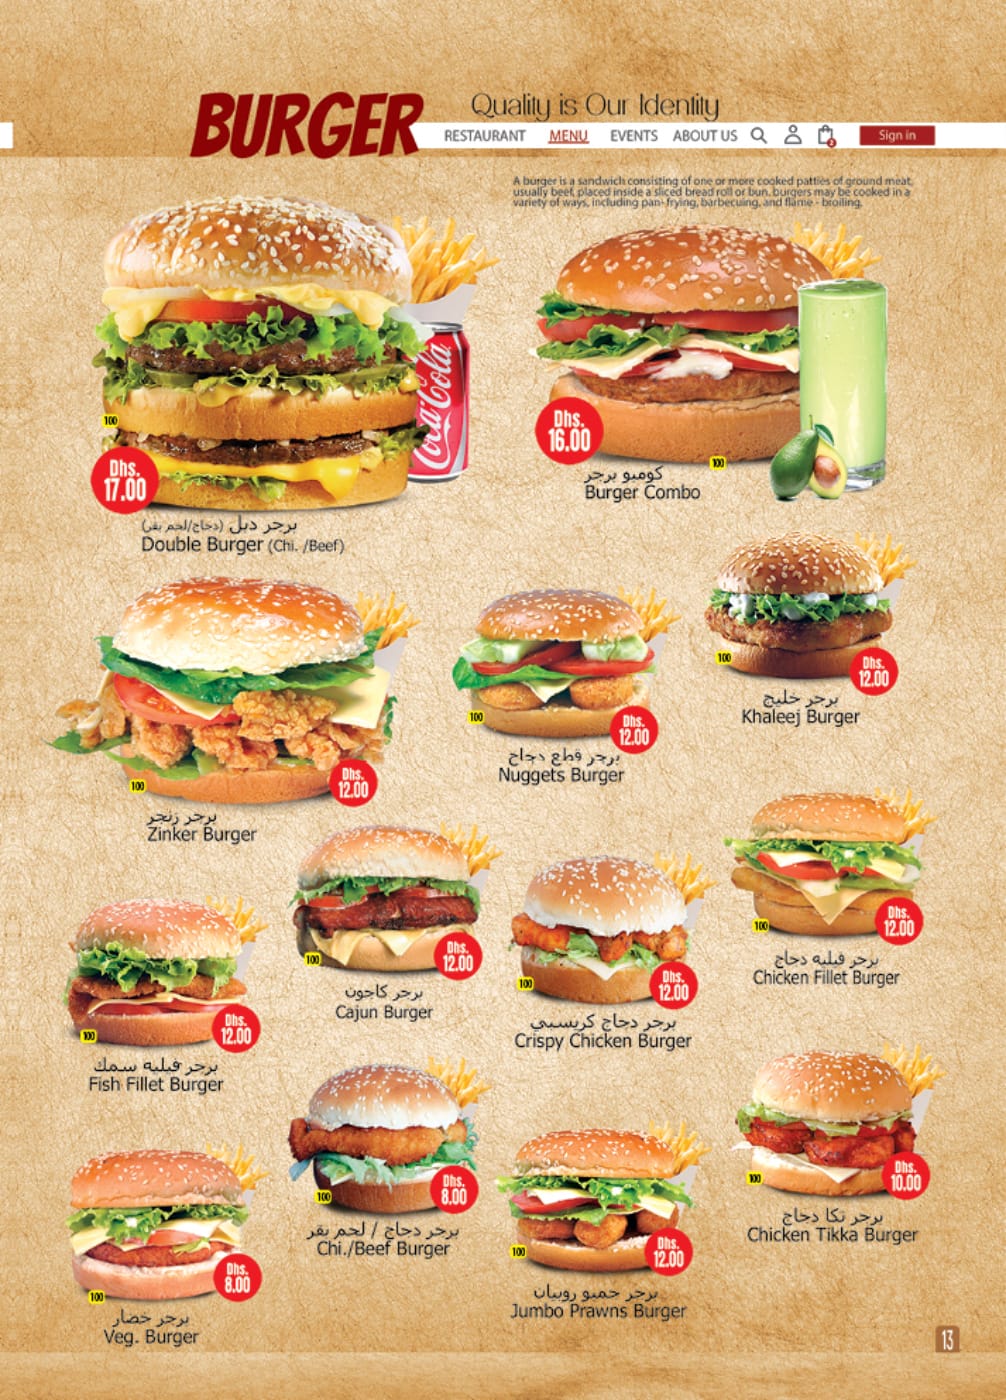 BURGER
Quality is Our Identity
RESTAURANT MENU EVENTS ABOUT US 2 Sign in
A burger is a sandwich consisting of one or more cooked patties of ground meat,
usually beef, placed inside a sliced bread roll or bun. burgers may be cooked in a
variety of ways, including pan- frying, barbecuing, and flame - broiling.
Coca-Cola
100
Dhs.
17.00
برجر دبل (دجاج/لحم بقر)
Double Burger (Chi. /Beef)
Dhs.
16.00
100
كومبو برجر
Burger Combo
100
Dhs.
12.00
برجر زنجر
Zinker Burger
100
Dhs.
12.00
برجر قطع دجاج
Nuggets Burger
100
Dhs.
12.00
برجر خليج
Khaleej Burger
100
Dhs.
12.00
برجر فيليه سمك
Fish Fillet Burger
100
Dhs.
12.00
برجر كاجون
Cajun Burger
100
Dhs.
12.00
برجر دجاج كريسبي
Crispy Chicken Burger
100
Dhs.
12.00
برجر فيليه دجاج
Chicken Fillet Burger
100
Dhs.
8.00
برجر خضار
Veg. Burger
100
Dhs.
8.00
برجر دجاج / لحم بقر
Chi./Beef Burger
100
Dhs.
12.00
برجر جمبو روبيان
Jumbo Prawns Burger
100
Dhs.
10.00
برجر تكا دجاج
Chicken Tikka Burger
13